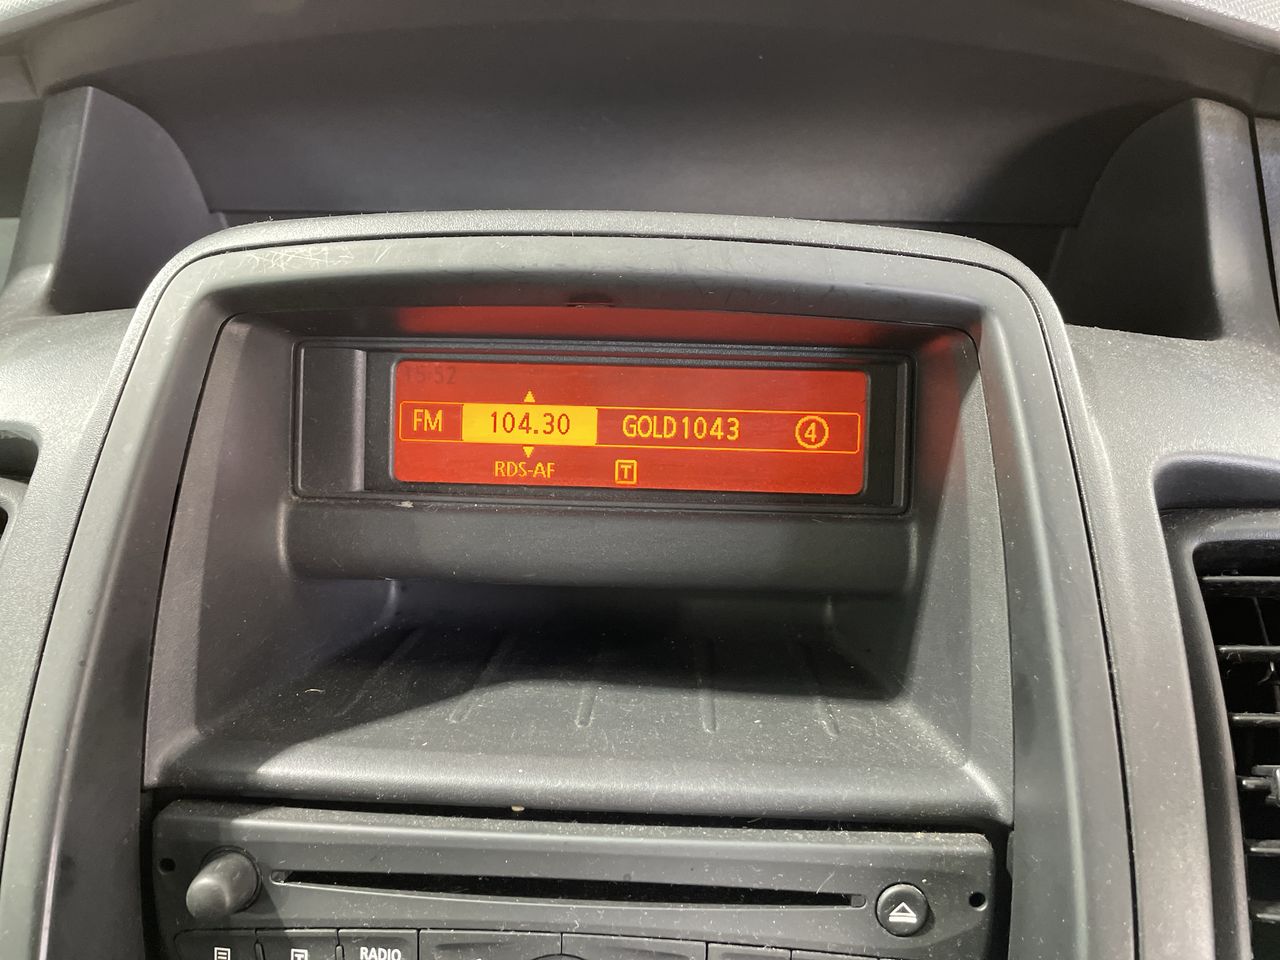 15:52
FM 104.30 GOLD1043 4
RDS-AF T
T RADIO